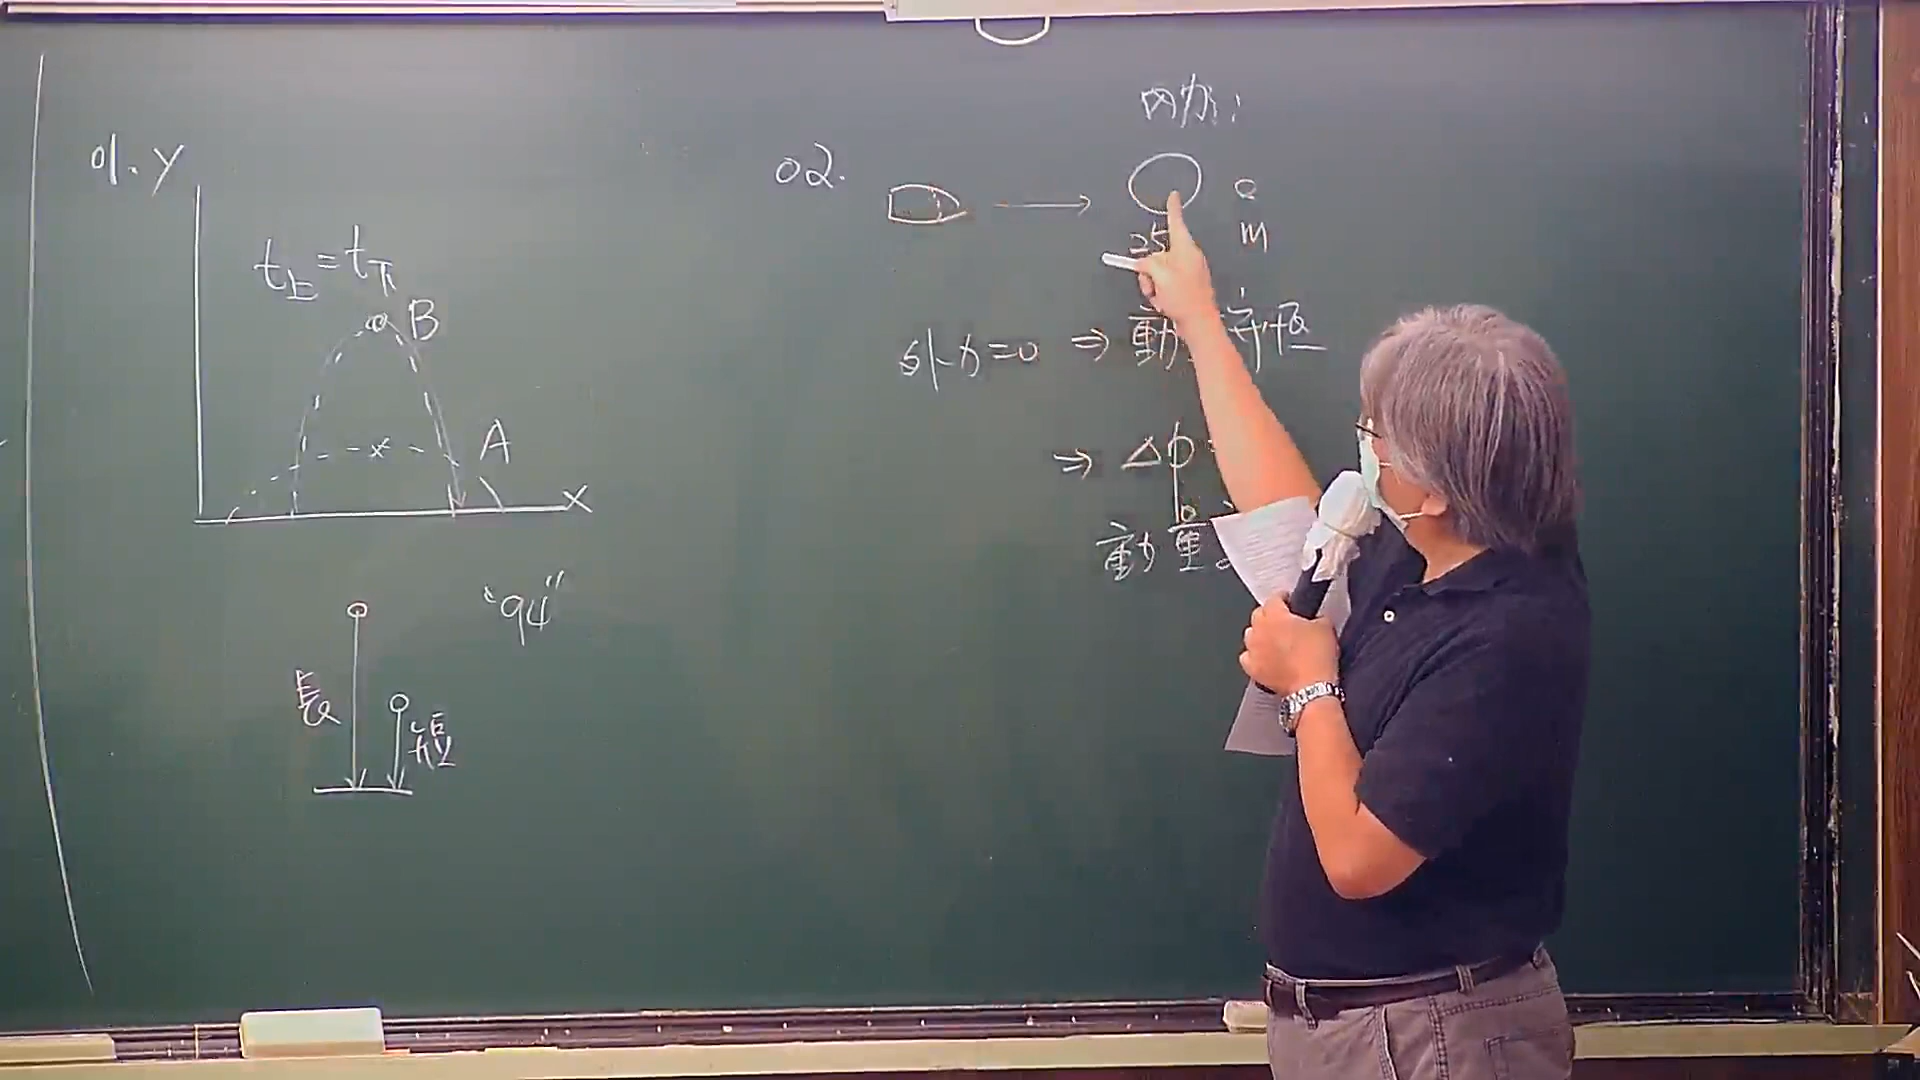 01. y
t上 = t下
B
A
x
"94"
長
短
02.
內力:
25
m
外力=0 ⇒ 動 守恆
⇒ Δp
動量